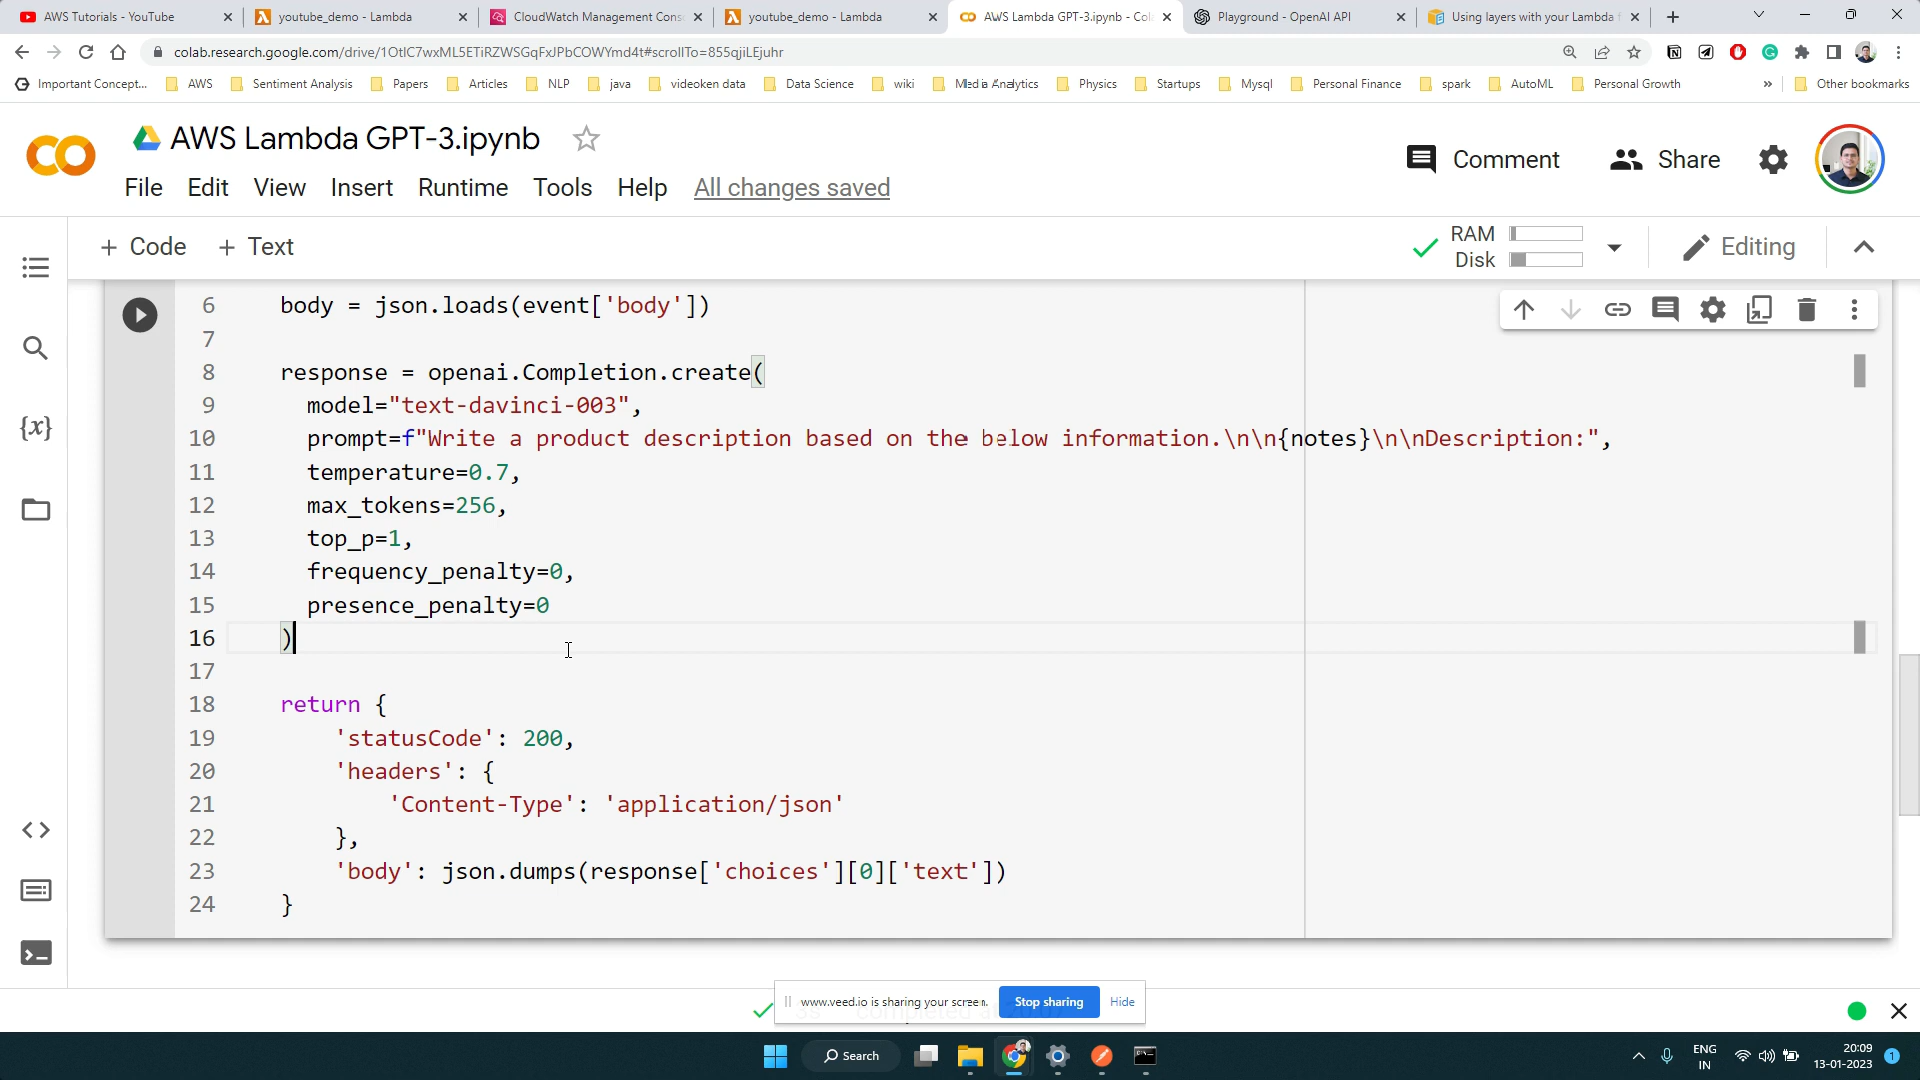 AWS Tutorials - YouTube
youtube_demo - Lambda
CloudWatch Management Cons
youtube_demo - Lambda
AWS Lambda GPT-3.ipynb - Cola
Playground - OpenAI API
Using layers with your Lambda f
colab.research.google.com/drive/1OtlC7wxML5ETiRZWSGqFxJPbCOWYmd4t#scrollTo=855qjiLEjuhr
Important Concept...
AWS
Sentiment Analysis
Papers
Articles
NLP
java
videoken data
Data Science
wiki
Media Analytics
Physics
Startups
Mysql
Personal Finance
spark
AutoML
Personal Growth
»
Other bookmarks
AWS Lambda GPT-3.ipynb
Comment
Share
File Edit View Insert Runtime Tools Help All changes saved
+ Code + Text
RAM
Disk
Editing
6 body = json.loads(event['body'])
7
8 response = openai.Completion.create(
9 model="text-davinci-003",
10 prompt=f"Write a product description based on the below information.\n\n{notes}\n\nDescription:",
11 temperature=0.7,
12 max_tokens=256,
13 top_p=1,
14 frequency_penalty=0,
15 presence_penalty=0
16 )
17
18 return {
19 'statusCode': 200,
20 'headers': {
21 'Content-Type': 'application/json'
22 },
23 'body': json.dumps(response['choices'][0]['text'])
24 }
{x}
www.veed.io is sharing your screen.
Stop sharing
Hide
Search
ENG
IN
20:09
13-01-2023
1